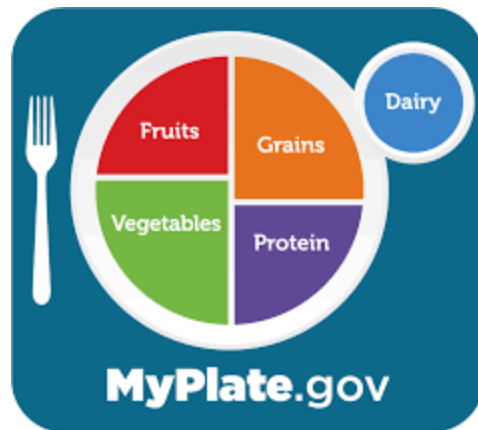 Dairy
Fruits
Grains
Vegetables
Protein
MyPlate.gov